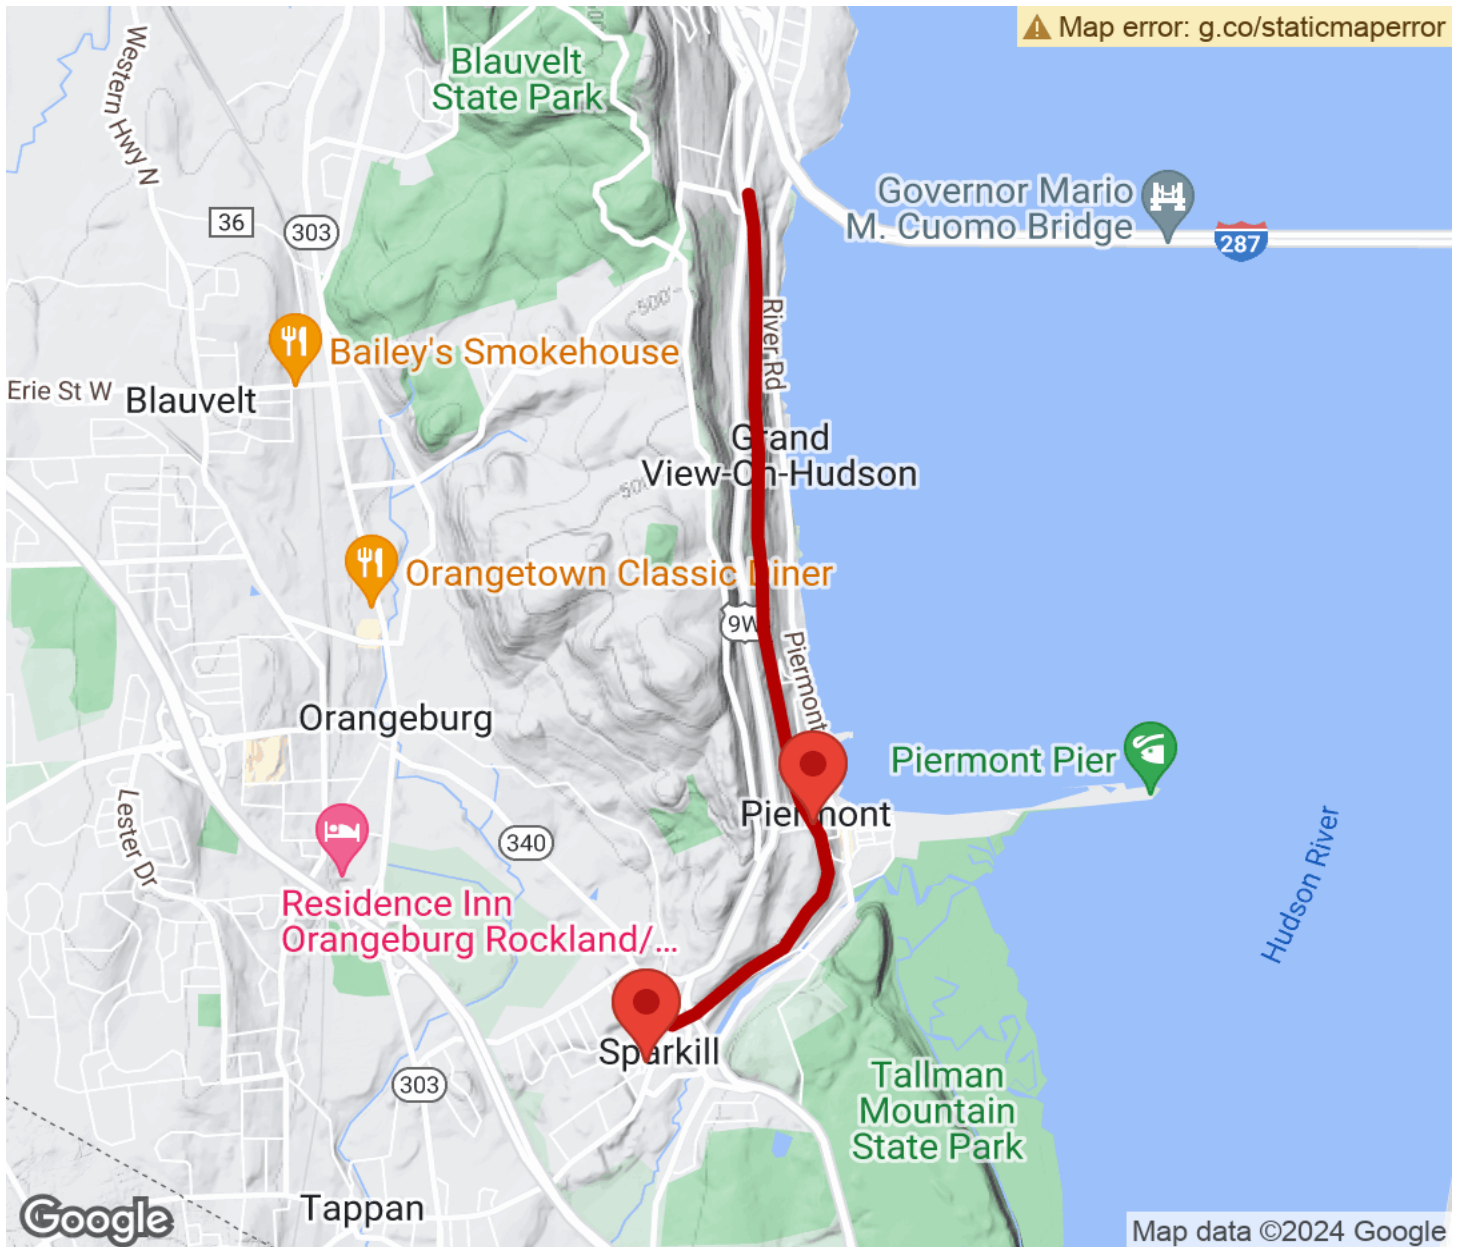 Map error: g.co/staticmaperror
Blauvelt
State Park
Western Hwy N
Governor Mario
M. Cuomo Bridge
36
303
287
500'
River Rd
Bailey's Smokehouse
Erie St W
Blauvelt
Grand
View-On-Hudson
500
Orangetown Classic Diner
9W
Piermont
Orangeburg
Piermont Pier
Lester Dr
Piermont
340
Hudson River
Residence Inn
Orangeburg Rockland/...
Sparkill
303
Tallman
Mountain
State Park
Tappan
Google
Map data ©2024 Google